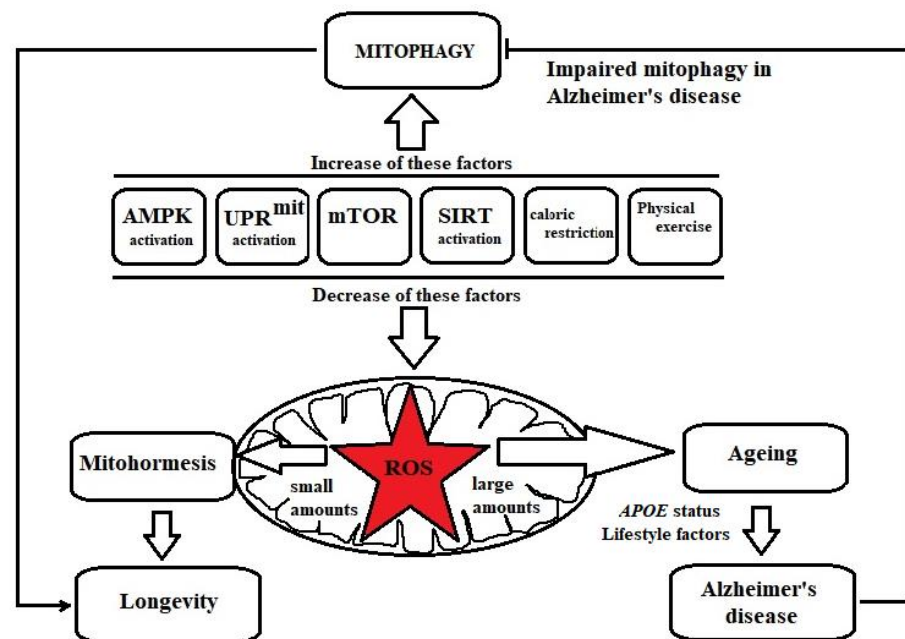 MITOPHAGY
Impaired mitophagy in
Alzheimer's disease
Increase of these factors
AMPK
activation
UPR mit
activation
mTOR
SIRT
activation
caloric
restriction
Physical
exercise
Decrease of these factors
Mitohormesis
small
amounts
ROS
large
amounts
Ageing
APOE status
Lifestyle factors
Longevity
Alzheimer's
disease